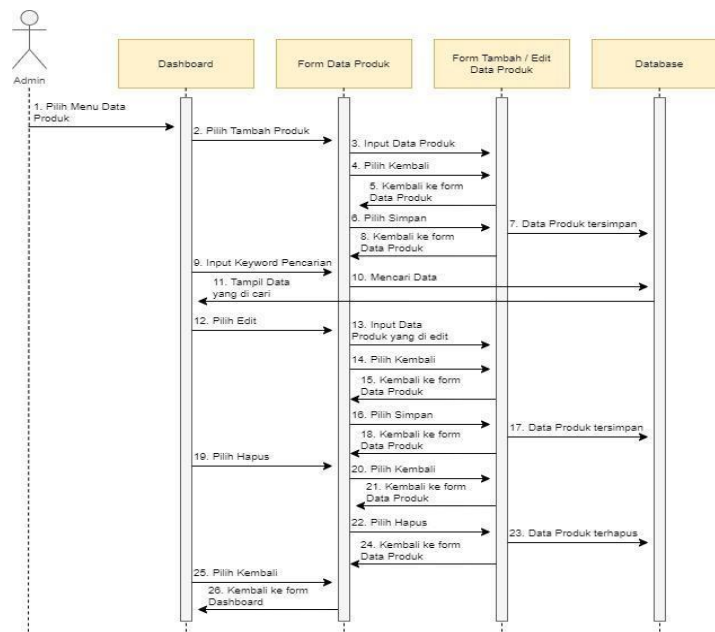 Admin
Dashboard
Form Data Produk
Form Tambah / Edit
Data Produk
Database
1. Pilih Menu Data
Produk
2. Pilih Tambah Produk
3. Input Data Produk
4. Pilih Kembali
5. Kembali ke form
Data Produk
6. Pilih Simpan
7. Data Produk tersimpan
8. Kembali ke form
Data Produk
9. Input Keyword Pencarian
10. Mencari Data
11. Tampil Data
yang di cari
12. Pilih Edit
13. Input Data
Produk yang di edit
14. Pilih Kembali
15. Kembali ke form
Data Produk
16. Pilih Simpan
17. Data Produk tersimpan
18. Kembali ke form
Data Produk
19. Pilih Hapus
20. Pilih Kembali
21. Kembali ke form
Data Produk
22. Pilih Hapus
23. Data Produk terhapus
24. Kembali ke form
Data Produk
25. Pilih Kembali
26. Kembali ke form
Dashboard